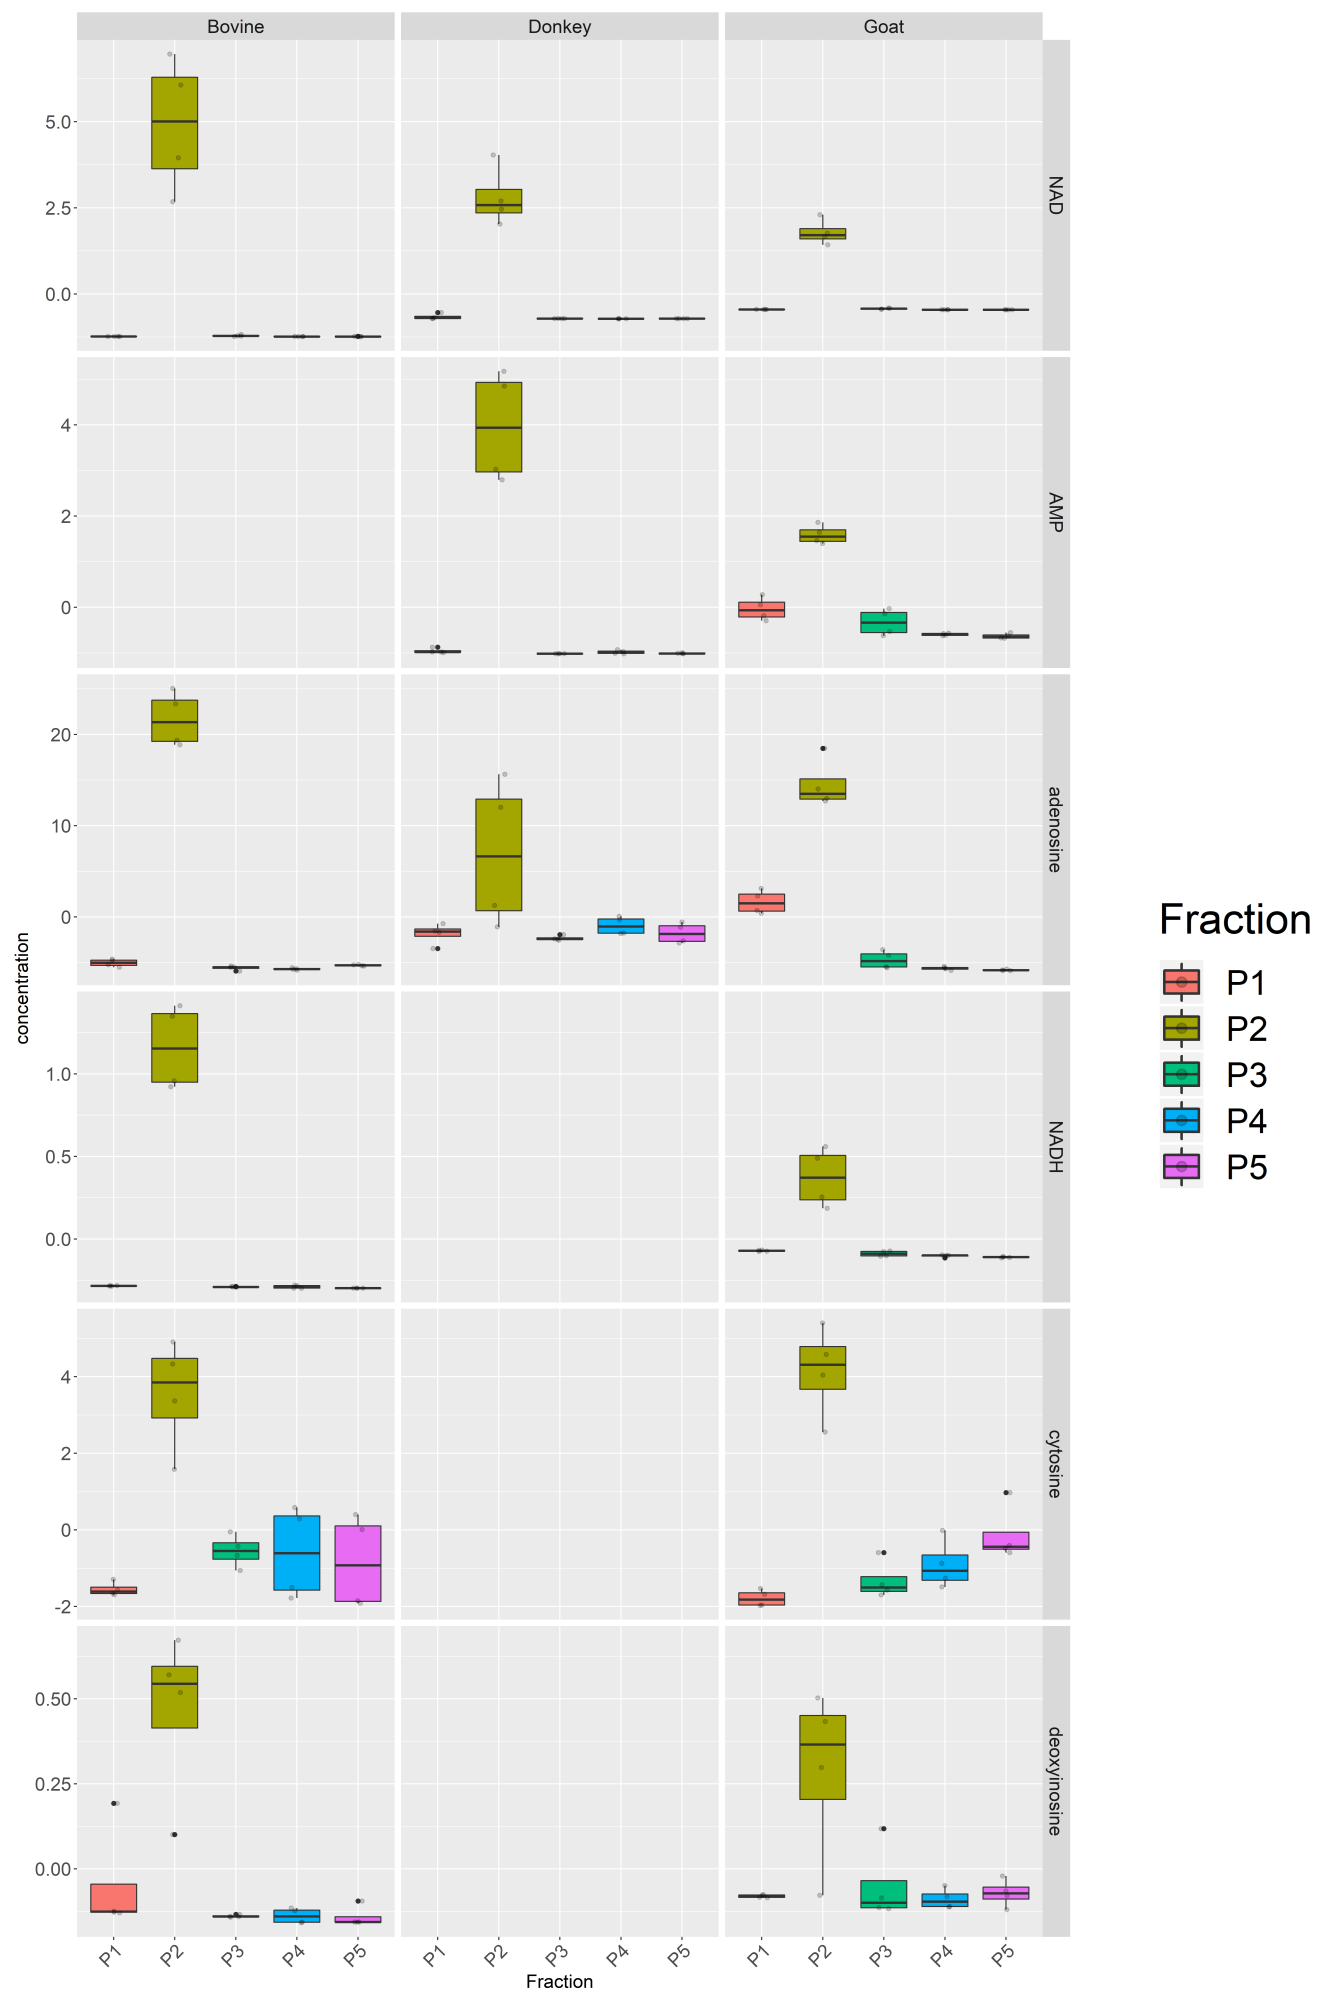 Bovine Donkey Goat
5.0
2.5
0.0
NAD
4
2
0
AMP
20
10
0
adenosine
concentration
1.0
0.5
0.0
NADH
4
2
0
-2
cytosine
0.50
0.25
0.00
deoxyinosine
P1 P2 P3 P4 P5 P1 P2 P3 P4 P5 P1 P2 P3 P4 P5
Fraction
Fraction
P1
P2
P3
P4
P5